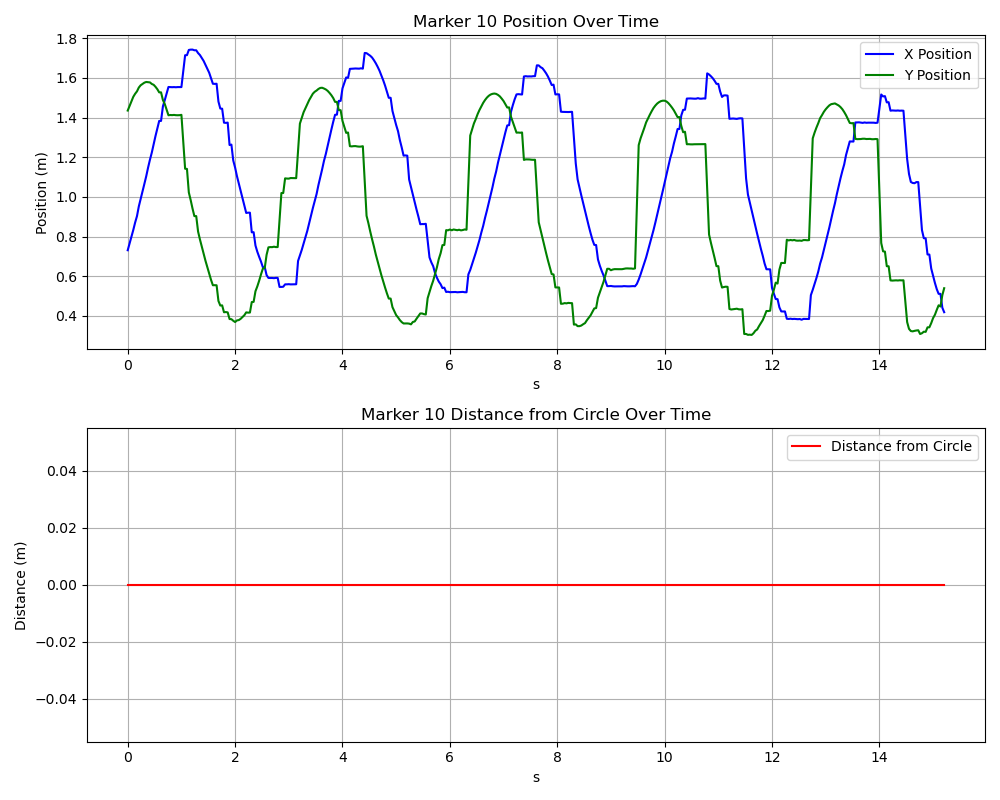 Marker 10 Position Over Time
1.8
1.6
1.4
1.2
1.0
0.8
0.6
0.4
Position (m)
X Position
Y Position
0 2 4 6 8 10 12 14
s
Marker 10 Distance from Circle Over Time
0.04
0.02
0.00
−0.02
−0.04
Distance (m)
Distance from Circle
0 2 4 6 8 10 12 14
s